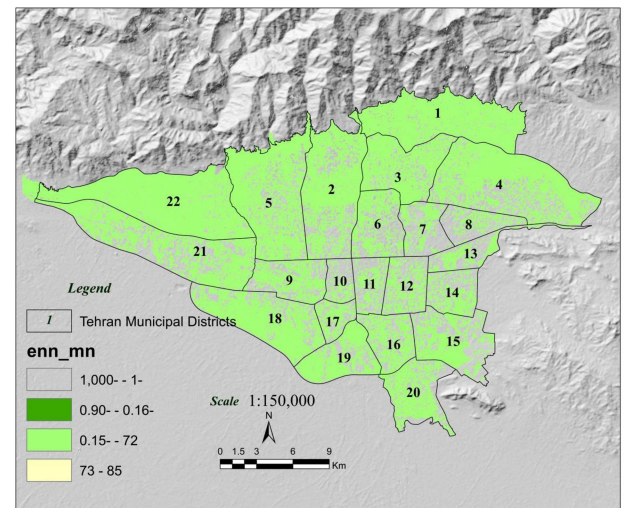 1
3
4
2
5
22
6
7
8
21
13
9
10
11
12
14
18
17
16
15
19
20
Legend
1 Tehran Municipal Districts
enn_mn
1,000- - 1-
0.90- - 0.16-
0.15- - 72
73 - 85
Scale 1:150,000
N
0 1.5 3 6 9
Km